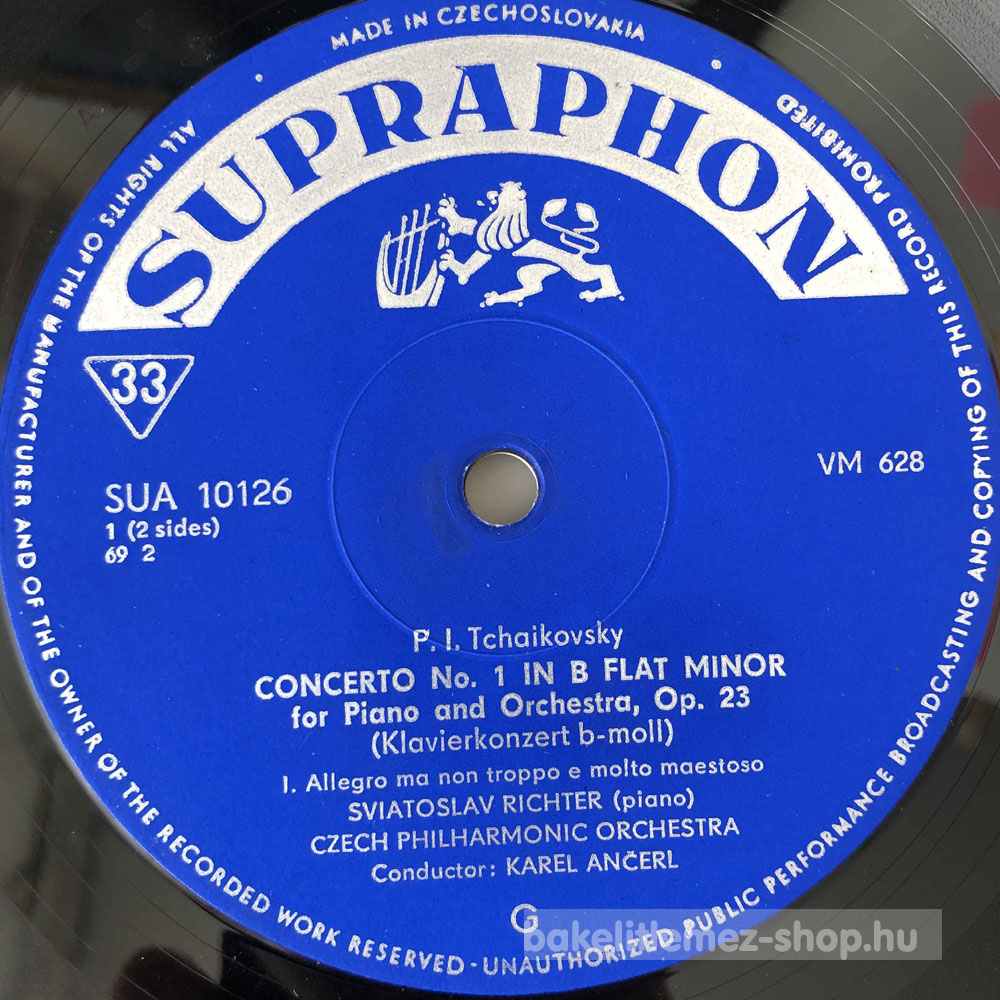 MADE IN CZECHOSLOVAKIA
SUPRAPHON
33
SUA 10126
1 (2 sides)
69 2
VM 628
P. I. Tchaikovsky
CONCERTO No. 1 IN B FLAT MINOR
for Piano and Orchestra, Op. 23
(Klavierkonzert b-moll)
I. Allegro ma non troppo e molto maestoso
SVIATOSLAV RICHTER (piano)
CZECH PHILHARMONIC ORCHESTRA
Conductor: KAREL ANČERL
G
ALL RIGHTS OF THE MANUFACTURER AND OF THE OWNER OF THE RECORDED WORK RESERVED - UNAUTHORIZED PUBLIC PERFORMANCE BROADCASTING AND COPYING OF THIS RECORD PROHIBITED
bakelitlemez-shop.hu